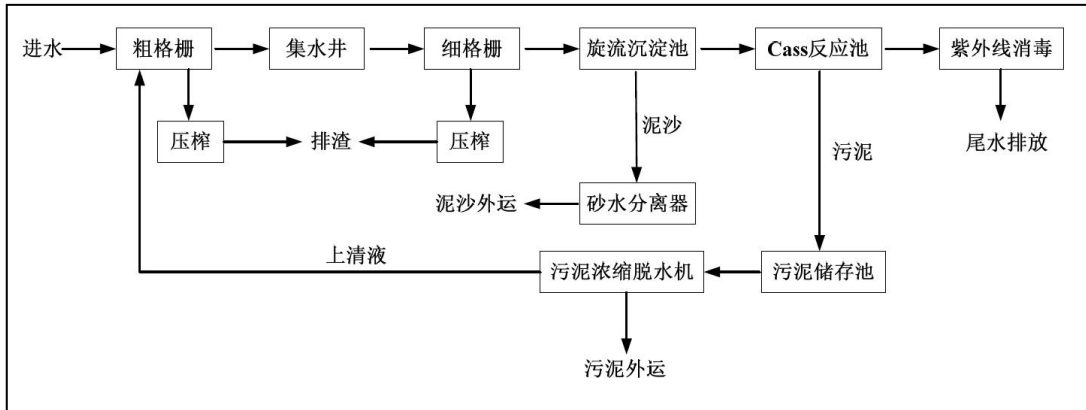 进水
粗格栅
集水井
细格栅
旋流沉淀池
Cass反应池
紫外线消毒
压榨
排渣
压榨
泥沙
污泥
尾水排放
泥沙外运
砂水分离器
上清液
污泥浓缩脱水机
污泥储存池
污泥外运